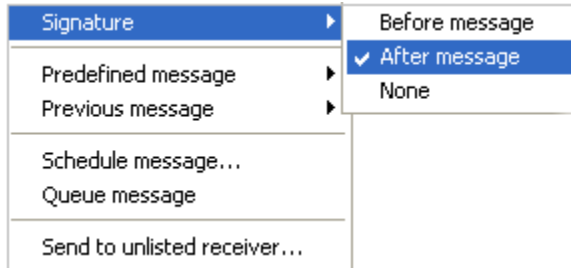 Signature
Before message
After message
None
Predefined message
Previous message
Schedule message...
Queue message
Send to unlisted receiver...